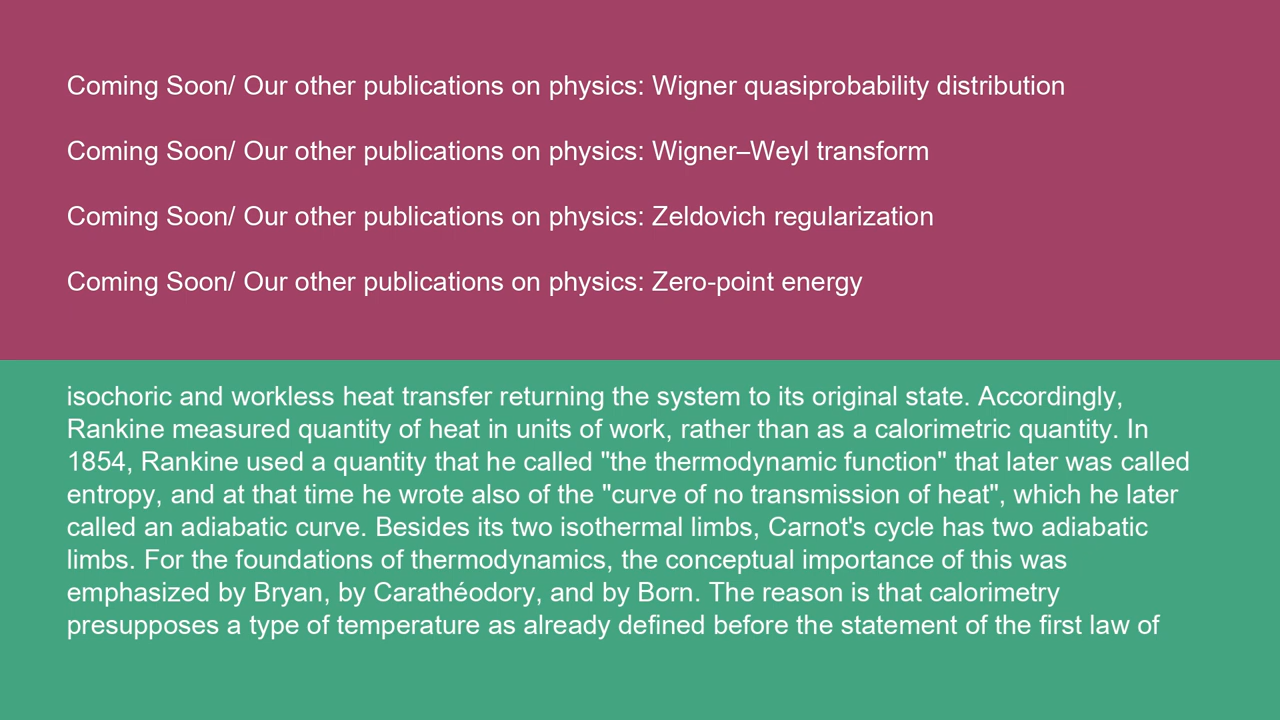 Coming Soon/ Our other publications on physics: Wigner quasiprobability distribution
Coming Soon/ Our other publications on physics: Wigner–Weyl transform
Coming Soon/ Our other publications on physics: Zeldovich regularization
Coming Soon/ Our other publications on physics: Zero-point energy
isochoric and workless heat transfer returning the system to its original state. Accordingly,
Rankine measured quantity of heat in units of work, rather than as a calorimetric quantity. In
1854, Rankine used a quantity that he called "the thermodynamic function" that later was called
entropy, and at that time he wrote also of the "curve of no transmission of heat", which he later
called an adiabatic curve. Besides its two isothermal limbs, Carnot's cycle has two adiabatic
limbs. For the foundations of thermodynamics, the conceptual importance of this was
emphasized by Bryan, by Carathéodory, and by Born. The reason is that calorimetry
presupposes a type of temperature as already defined before the statement of the first law of